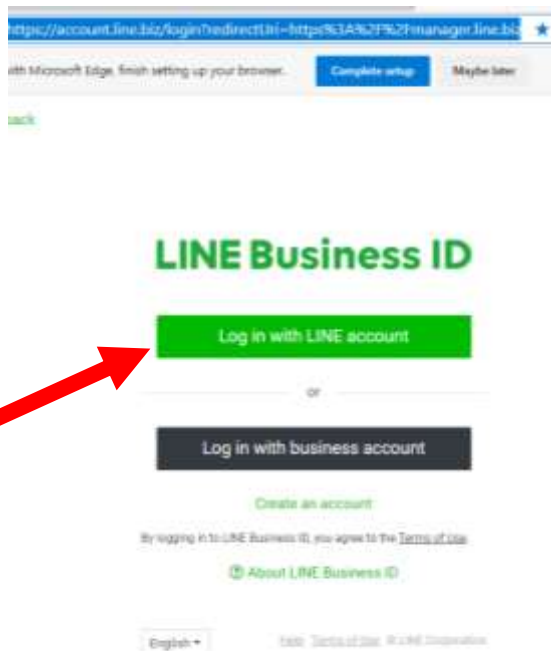 https://account.line.biz/login?redirectUri=https%3A%2F%2Fmanager.line.biz
with Microsoft Edge, finish setting up your browser.
Complete setup
Maybe later
back
LINE Business ID
Log in with LINE account
or
Log in with business account
Create an account
By logging in to LINE Business ID, you agree to the Terms of Use
About LINE Business ID
English
Help Terms of Use © LINE Corporation